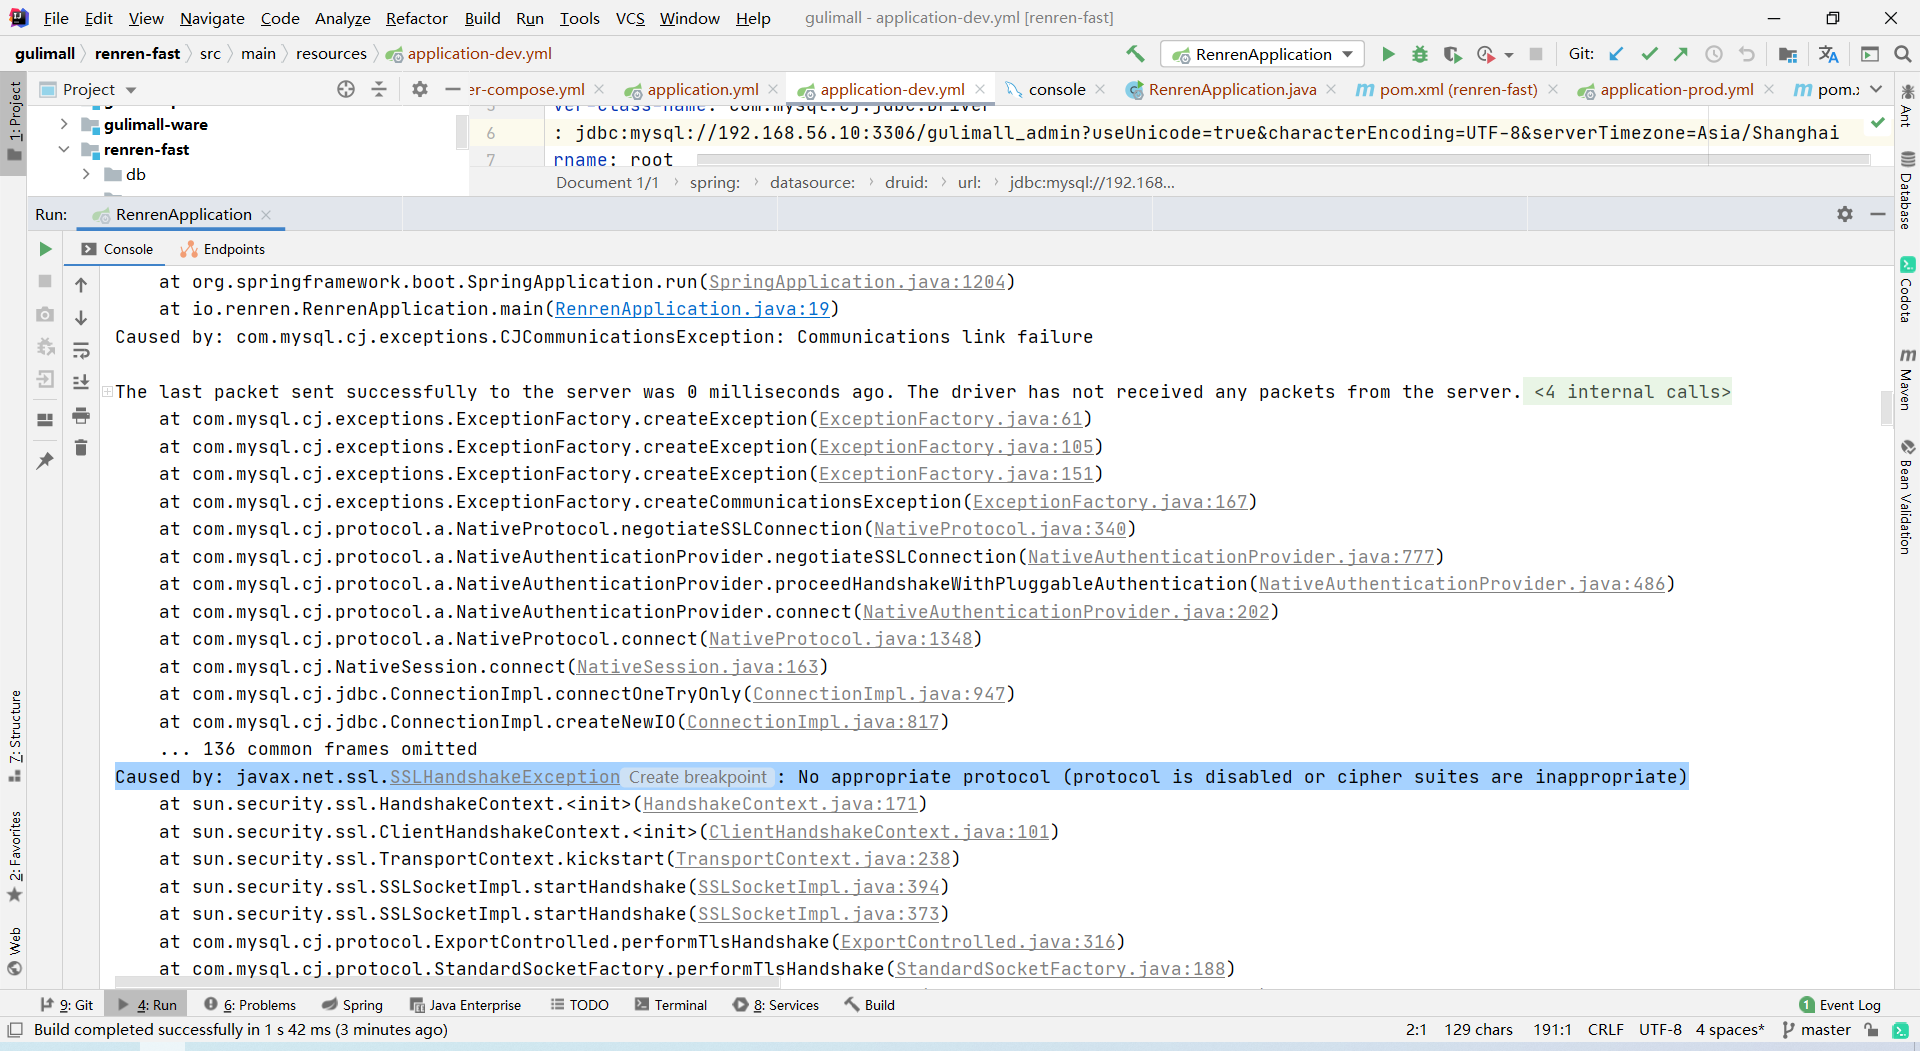 File Edit View Navigate Code Analyze Refactor Build Run Tools VCS Window Help gulimall - application-dev.yml [renren-fast]
gulimall renren-fast src main resources application-dev.yml RenrenApplication Git:
Project er-compose.yml application.yml application-dev.yml console RenrenApplication.java pom.xml (renren-fast) application-prod.yml pom.x
gulimall-ware
renren-fast
db
6 : jdbc:mysql://192.168.56.10:3306/gulimall_admin?useUnicode=true&characterEncoding=UTF-8&serverTimezone=Asia/Shanghai
7 rname: root
Document 1/1 spring: datasource: druid: url: jdbc:mysql://192.168...
Run: RenrenApplication
Console Endpoints
at org.springframework.boot.SpringApplication.run(SpringApplication.java:1204)
at io.renren.RenrenApplication.main(RenrenApplication.java:19)
Caused by: com.mysql.cj.exceptions.CJCommunicationsException: Communications link failure
The last packet sent successfully to the server was 0 milliseconds ago. The driver has not received any packets from the server. <4 internal calls>
at com.mysql.cj.exceptions.ExceptionFactory.createException(ExceptionFactory.java:61)
at com.mysql.cj.exceptions.ExceptionFactory.createException(ExceptionFactory.java:105)
at com.mysql.cj.exceptions.ExceptionFactory.createException(ExceptionFactory.java:151)
at com.mysql.cj.exceptions.ExceptionFactory.createCommunicationsException(ExceptionFactory.java:167)
at com.mysql.cj.protocol.a.NativeProtocol.negotiateSSLConnection(NativeProtocol.java:340)
at com.mysql.cj.protocol.a.NativeAuthenticationProvider.negotiateSSLConnection(NativeAuthenticationProvider.java:777)
at com.mysql.cj.protocol.a.NativeAuthenticationProvider.proceedHandshakeWithPluggableAuthentication(NativeAuthenticationProvider.java:486)
at com.mysql.cj.protocol.a.NativeAuthenticationProvider.connect(NativeAuthenticationProvider.java:202)
at com.mysql.cj.protocol.a.NativeProtocol.connect(NativeProtocol.java:1348)
at com.mysql.cj.NativeSession.connect(NativeSession.java:163)
at com.mysql.cj.jdbc.ConnectionImpl.connectOneTryOnly(ConnectionImpl.java:947)
at com.mysql.cj.jdbc.ConnectionImpl.createNewIO(ConnectionImpl.java:817)
... 136 common frames omitted
Caused by: javax.net.ssl.SSLHandshakeException Create breakpoint : No appropriate protocol (protocol is disabled or cipher suites are inappropriate)
at sun.security.ssl.HandshakeContext.<init>(HandshakeContext.java:171)
at sun.security.ssl.ClientHandshakeContext.<init>(ClientHandshakeContext.java:101)
at sun.security.ssl.TransportContext.kickstart(TransportContext.java:238)
at sun.security.ssl.SSLSocketImpl.startHandshake(SSLSocketImpl.java:394)
at sun.security.ssl.SSLSocketImpl.startHandshake(SSLSocketImpl.java:373)
at com.mysql.cj.protocol.ExportControlled.performTlsHandshake(ExportControlled.java:316)
at com.mysql.cj.protocol.StandardSocketFactory.performTlsHandshake(StandardSocketFactory.java:188)
1: Project
7: Structure
2: Favorites
Web
Ant
Database
Codota
Maven
Bean Validation
9: Git 4: Run 6: Problems Spring Java Enterprise TODO Terminal 8: Services Build 1 Event Log
Build completed successfully in 1 s 42 ms (3 minutes ago) 2:1 129 chars 191:1 CRLF UTF-8 4 spaces* master